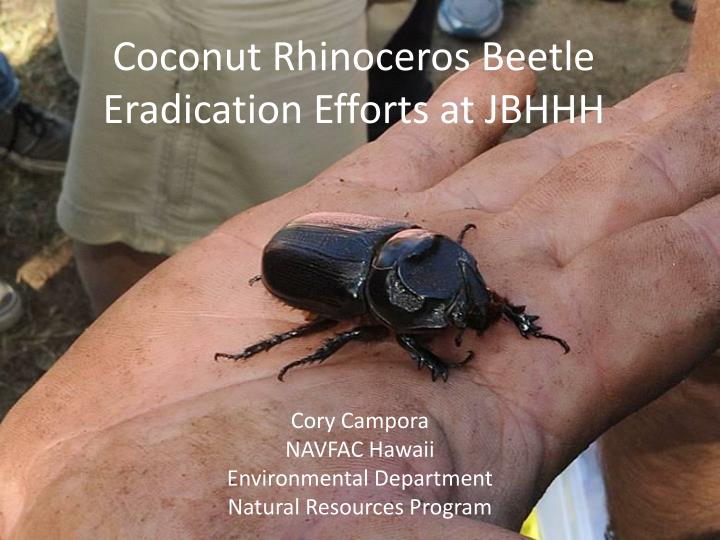 Coconut Rhinoceros Beetle
Eradication Efforts at JBHHH
Cory Campora
NAVFAC Hawaii
Environmental Department
Natural Resources Program